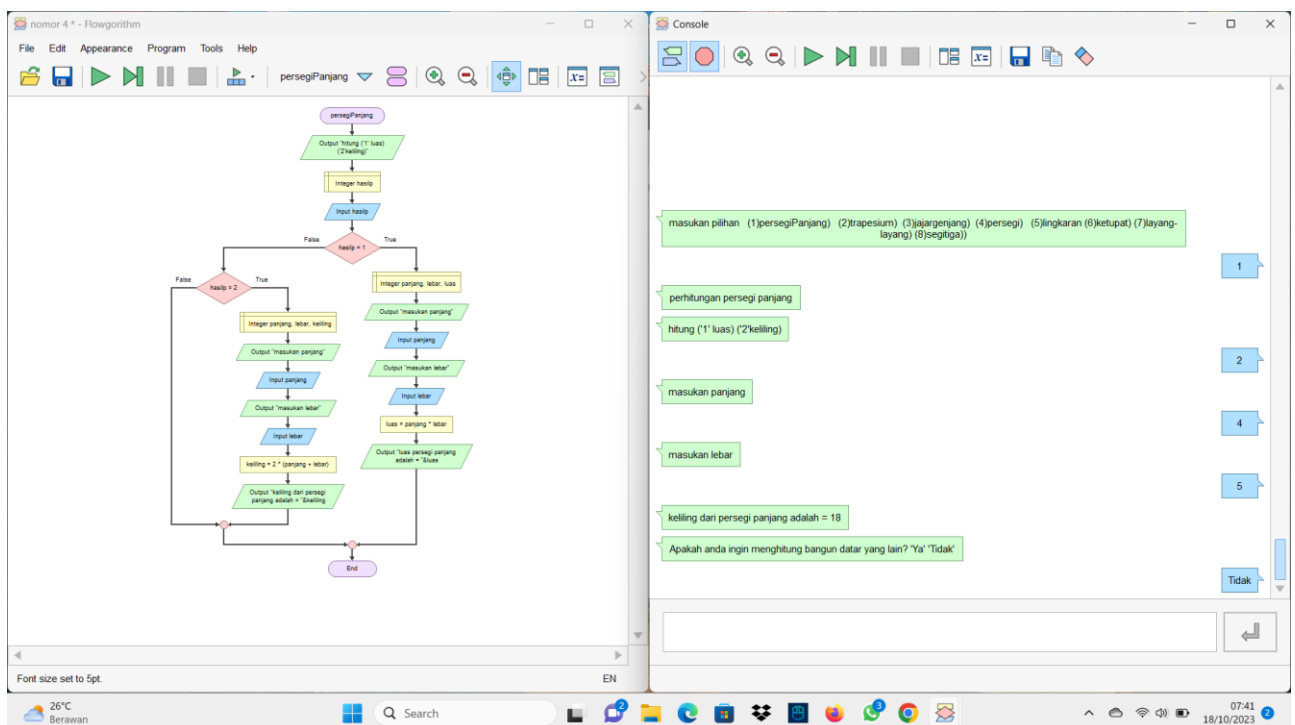 nomor 4 * - Flowgorithm
File Edit Appearance Program Tools Help
persegiPanjang
persegiPanjang
Output "hitung ('1' luas)
('2'keliling)"
Integer hasilp
Input hasilp
False
True
hasilp = 1
False
True
hasilp = 2
Integer panjang, lebar, keliling
Output "masukan panjang"
Input panjang
Output "masukan lebar"
Input lebar
keliling = 2 * (panjang + lebar)
Output "keliling dari persegi
panjang adalah = "&keliling
Integer panjang, lebar, luas
Output "masukan panjang"
Input panjang
Output "masukan lebar"
Input lebar
luas = panjang * lebar
Output "luas persegi panjang
adalah = "&luas
End
Font size set to 5pt.
EN
Console
masukan pilihan (1)persegiPanjang) (2)trapesium) (3)jajargenjang) (4)persegi) (5)lingkaran (6)ketupat) (7)layang-
layang) (8)segitiga))
1
perhitungan persegi panjang
hitung ('1' luas) ('2'keliling)
2
masukan panjang
4
masukan lebar
5
keliling dari persegi panjang adalah = 18
Apakah anda ingin menghitung bangun datar yang lain? 'Ya' 'Tidak'
Tidak
26°C
Berawan
Search
2
3
07:41
18/10/2023
2